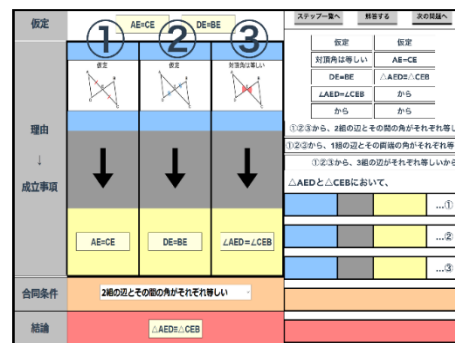 仮定
AE=CE
DE=BE
①
②
③
仮定
仮定
対頂角は等しい
理由
↓
成立事項
AE=CE
DE=BE
∠AED=∠CEB
合同条件
2組の辺とその間の角がそれぞれ等しい
結論
△AED≡△CEB
ステップ一覧へ
解答する
次の問題へ
仮定
仮定
対頂角は等しい
AE=CE
DE=BE
△AED≡△CEB
∠AED=∠CEB
から
から
から
①②③から、2組の辺とその間の角がそれぞれ等し
①②③から、1組の辺とその両端の角がそれぞれ等
①②③から、3組の辺がそれぞれ等しいから
△AEDと△CEBにおいて、
...①
...②
...③